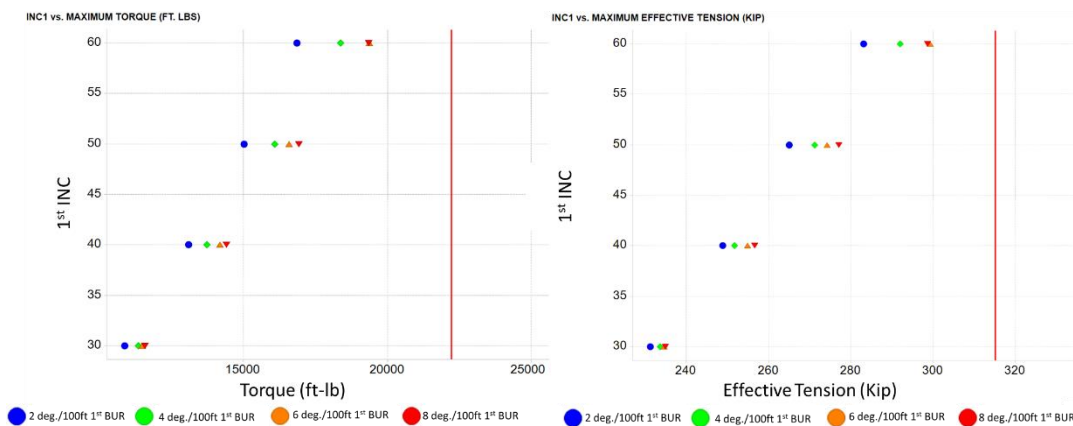 INC1 vs. MAXIMUM TORQUE (FT. LBS)
60
55
50
45
40
35
30
1st INC
15000
20000
25000
Torque (ft-lb)
2 deg./100ft 1st BUR
4 deg./100ft 1st BUR
6 deg./100ft 1st BUR
8 deg./100ft 1st BUR
INC1 vs. MAXIMUM EFFECTIVE TENSION (KIP)
60
55
50
45
40
35
30
1st INC
240
260
280
300
320
Effective Tension (Kip)
2 deg./100ft 1st BUR
4 deg./100ft 1st BUR
6 deg./100ft 1st BUR
8 deg./100ft 1st BUR